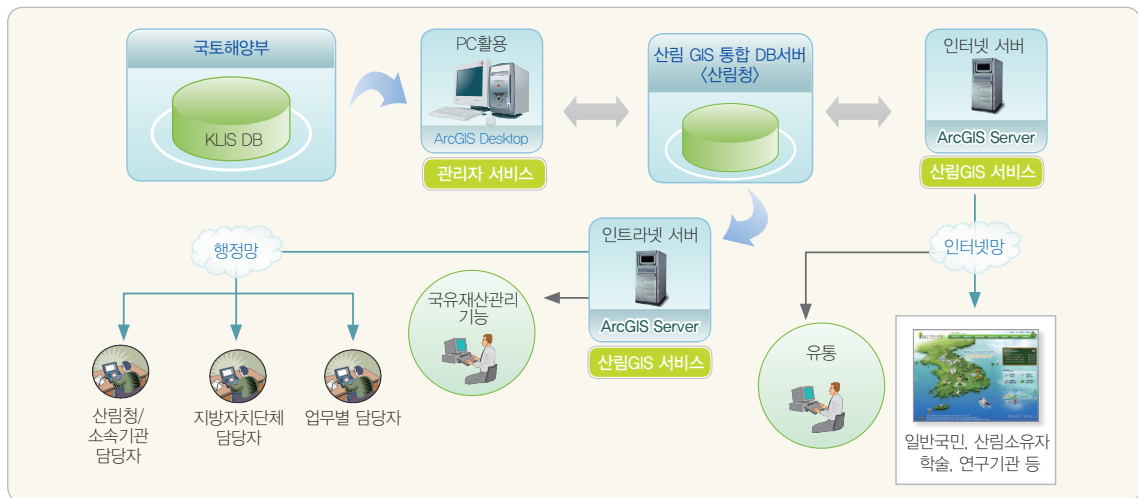 국토해양부
KLIS DB
PC활용
ArcGIS Desktop
관리자 서비스
산림 GIS 통합 DB서버
〈산림청〉
인터넷 서버
ArcGIS Server
산림GIS 서비스
행정망
인트라넷 서버
ArcGIS Server
산림GIS 서비스
인터넷망
국유재산관리
기능
유통
산림청/
소속기관
담당자
지방자치단체
담당자
업무별 담당자
일반국민, 산림소유자
학술, 연구기관 등